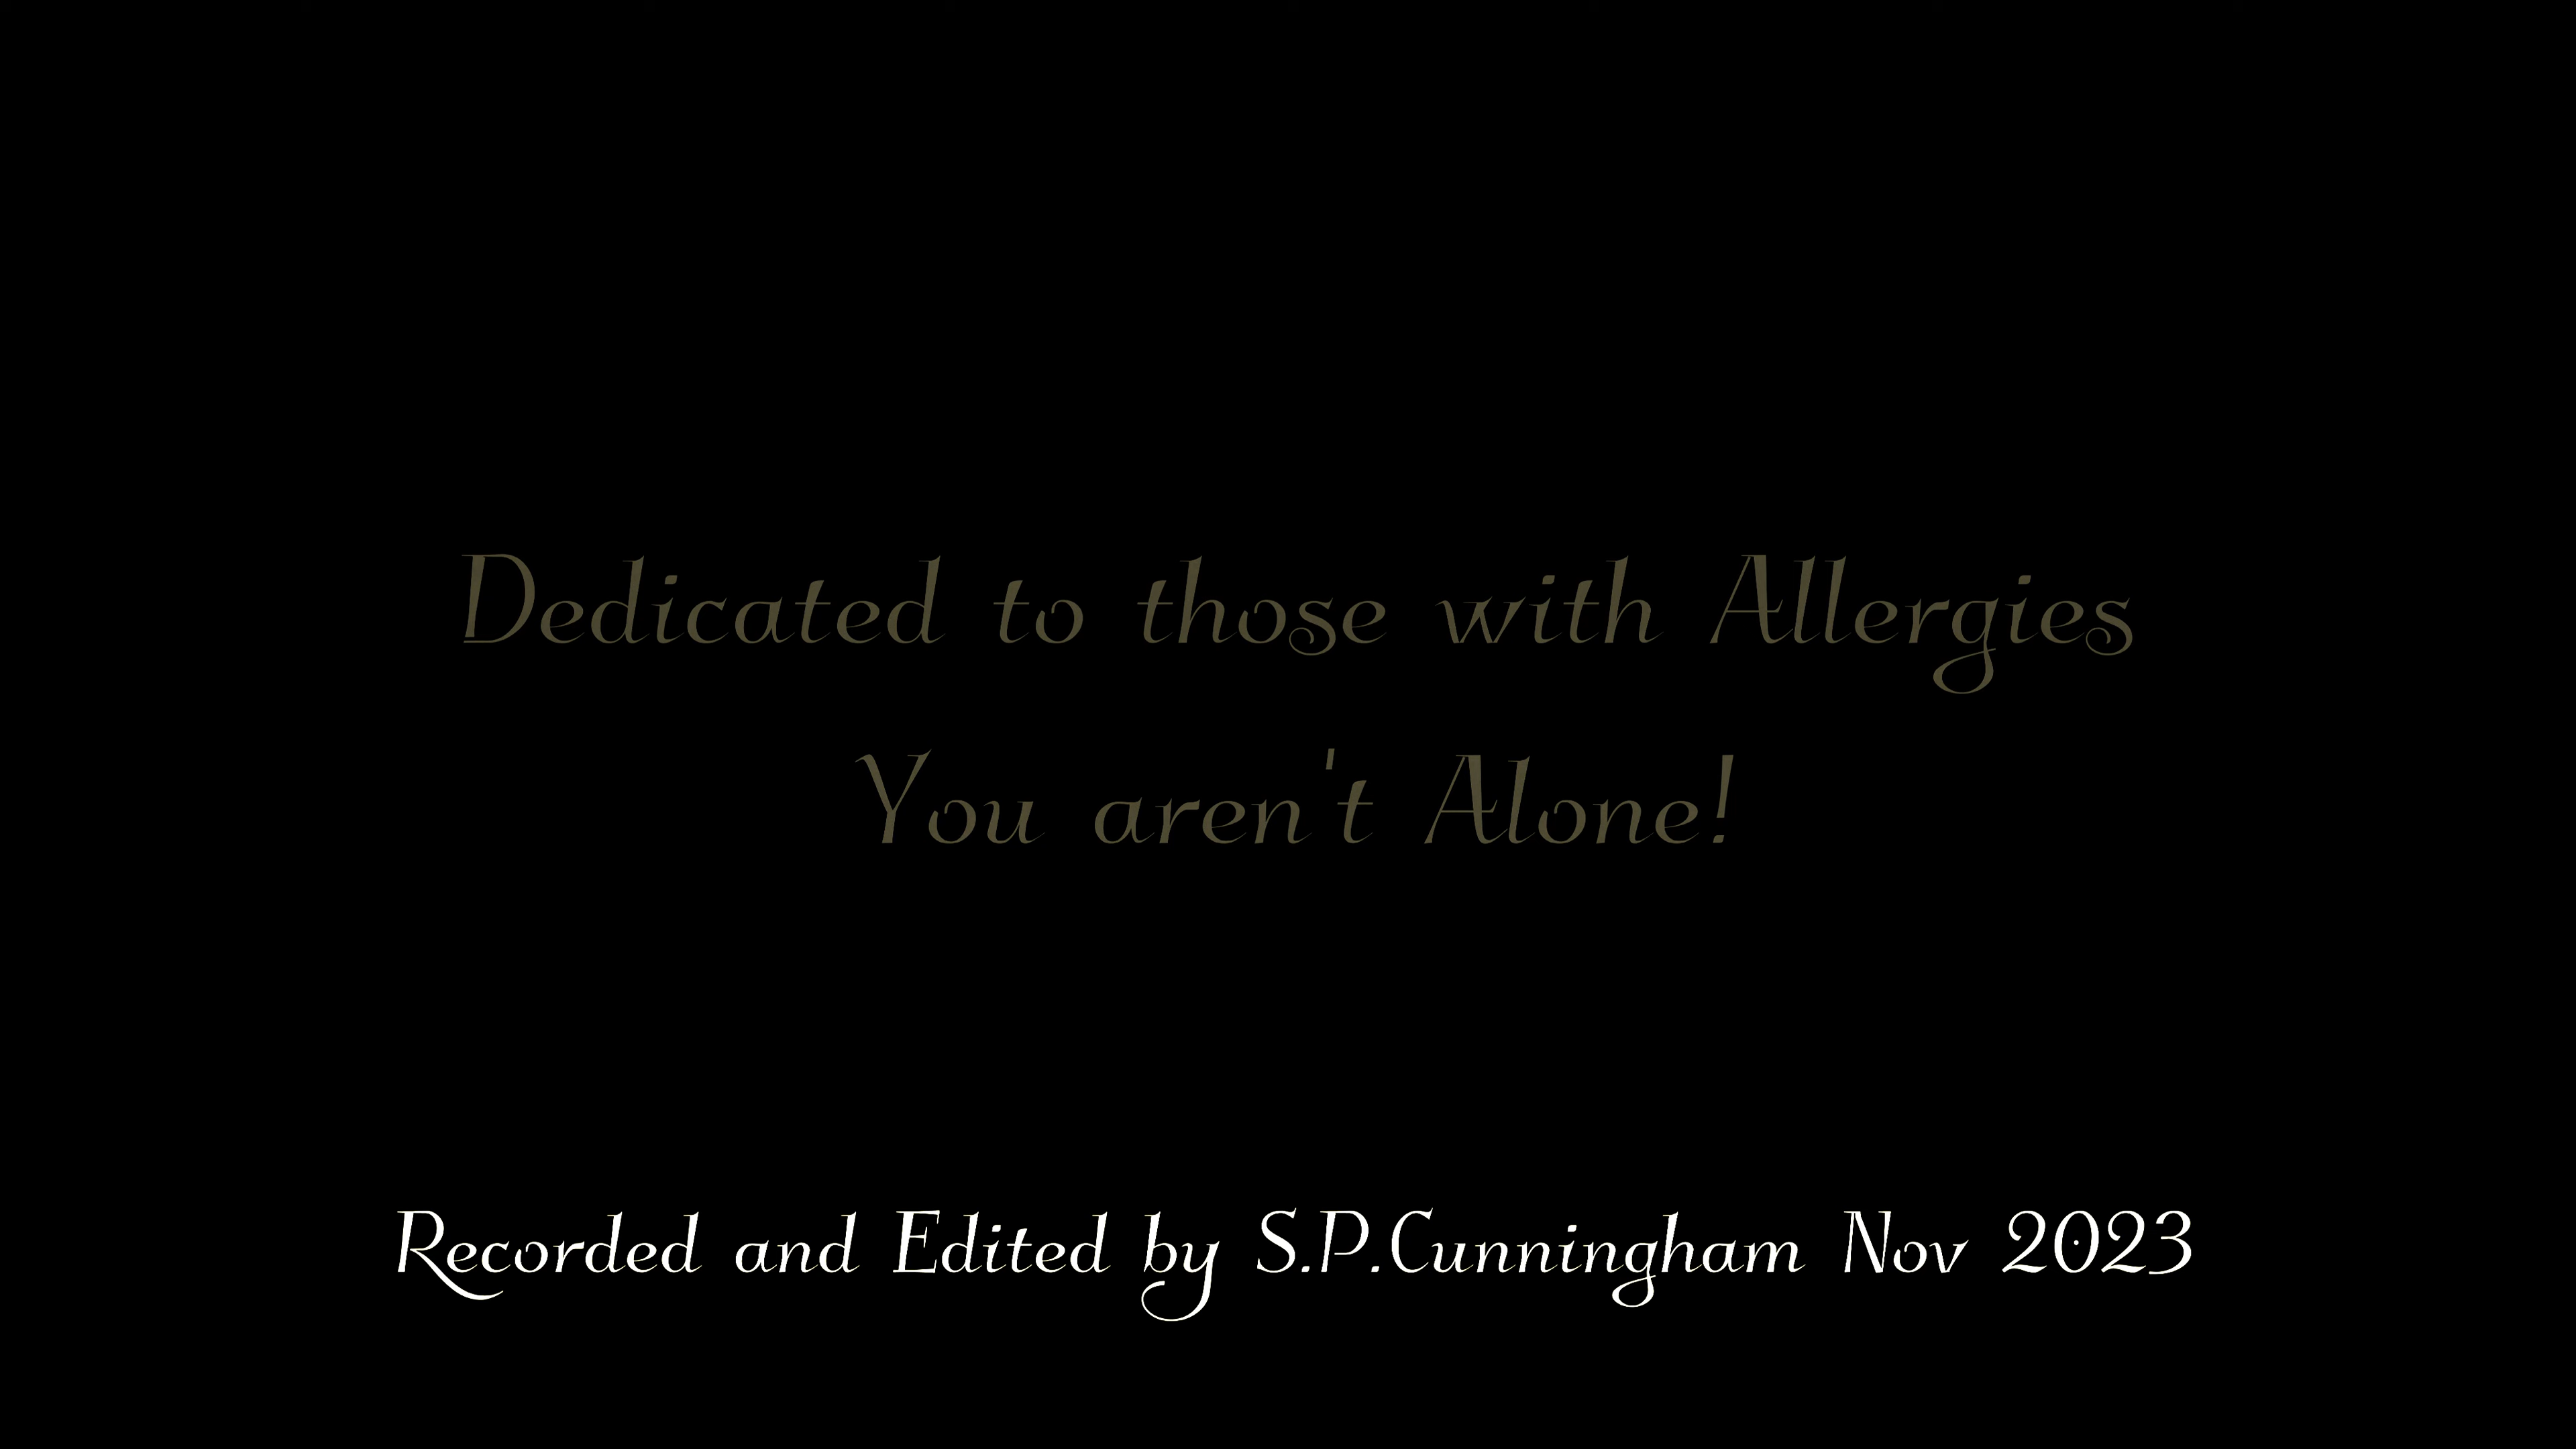 Dedicated to those with Allergies
You aren't Alone!
Recorded and Edited by S.P.Cunningham Nov 2023